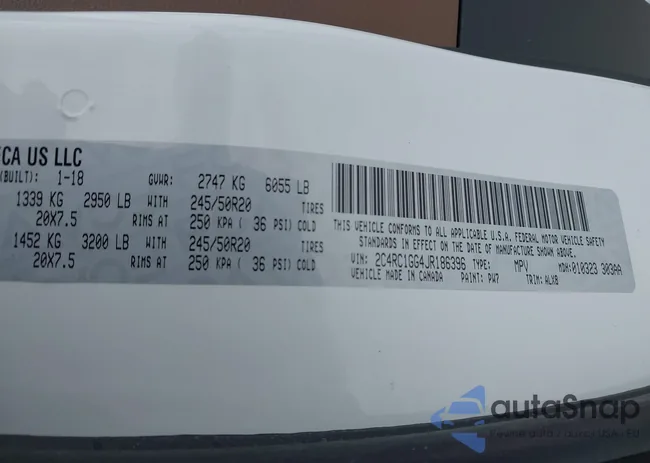 FCA US LLC
(BUILT): 1-18 GVWR: 2747 KG 6055 LB
1339 KG 2950 LB WITH 245/50R20 TIRES
20X7.5 RIMS AT 250 KPA ( 36 PSI) COLD
1452 KG 3200 LB WITH 245/50R20 TIRES
20X7.5 RIMS AT 250 KPA ( 36 PSI) COLD
THIS VEHICLE CONFORMS TO ALL APPLICABLE U.S.A. FEDERAL MOTOR VEHICLE SAFETY
STANDARDS IN EFFECT ON THE DATE OF MANUFACTURE SHOWN ABOVE
VIN: 2C4RC1GG4JR186396 TYPE: MPV MDH:010323 303AA
VEHICLE MADE IN CANADA PAINT: PW7 TRIM:ALX8
autaSnap